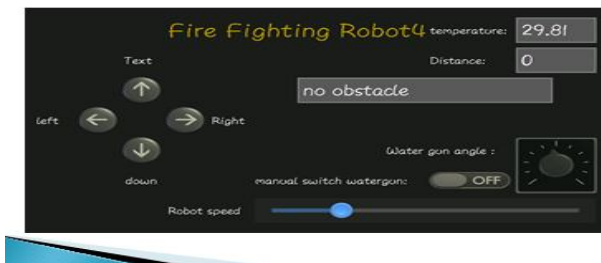 Fire Fighting Robot4 temperature: 29.81
Text Distance: 0
no obstacle
left Right
Water gun angle :
down manual switch watergun: OFF
Robot speed